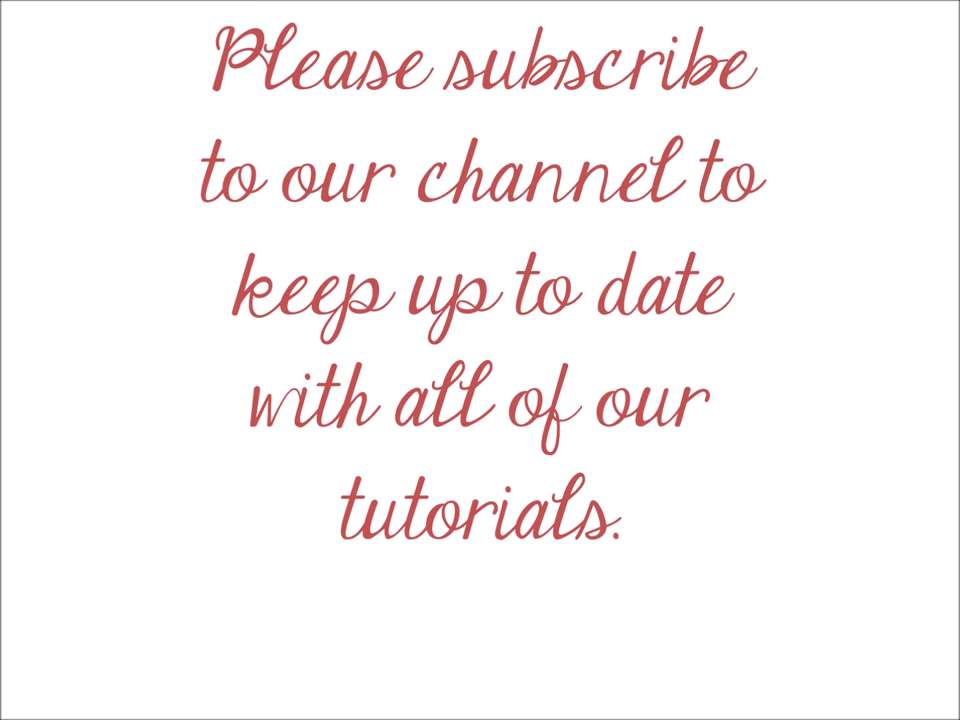 Please subscribe
to our channel to
keep up to date
with all of our
tutorials.